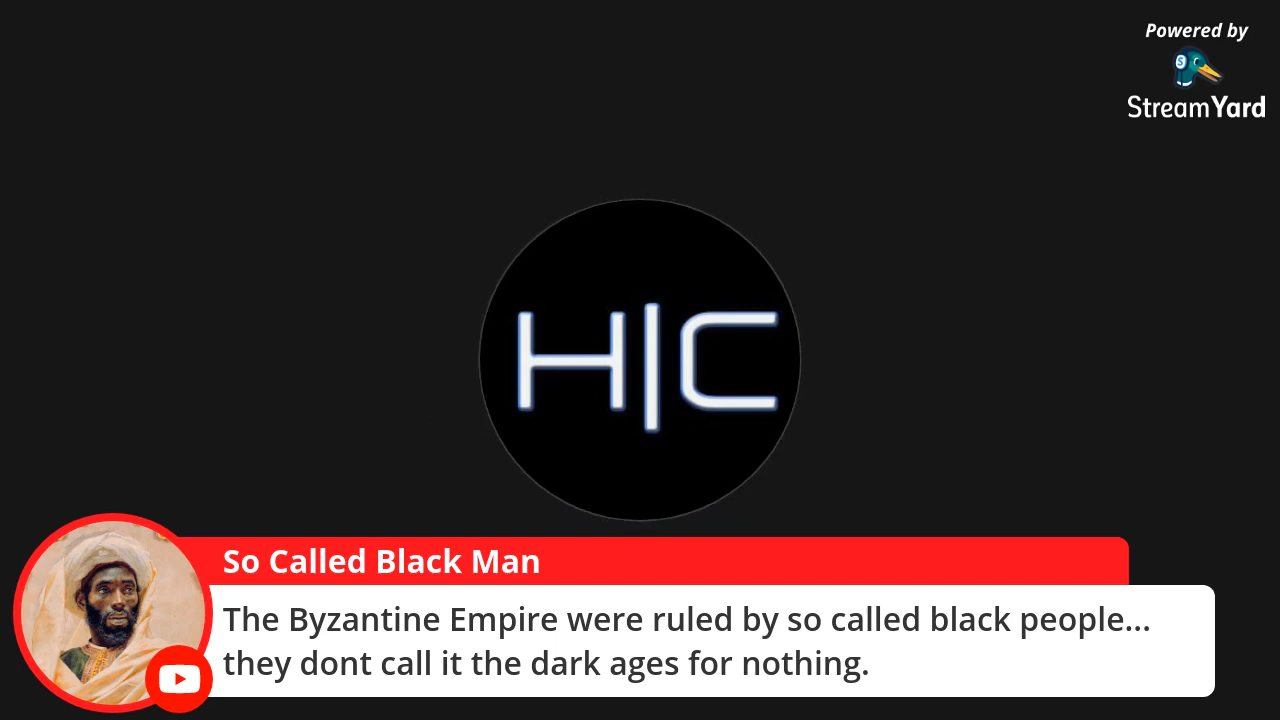 Powered by
StreamYard
H|C
So Called Black Man
The Byzantine Empire were ruled by so called black people...
they dont call it the dark ages for nothing.